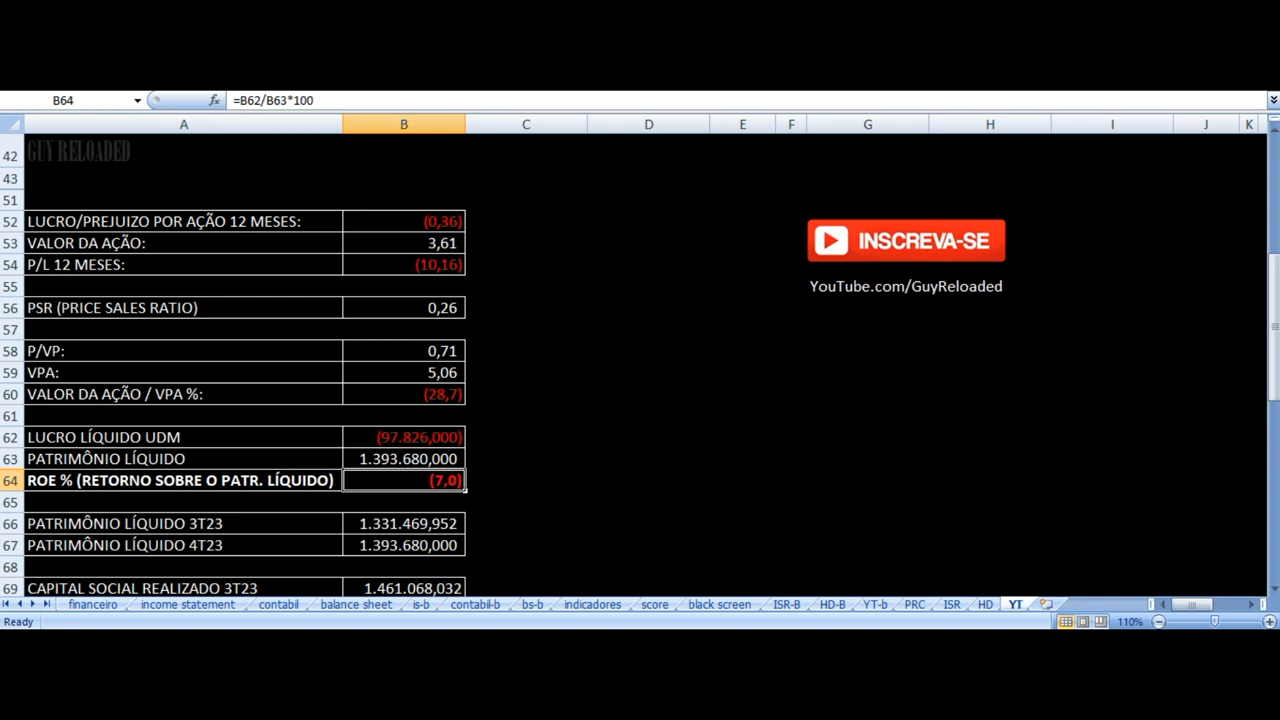 B64 fx =B62/B63*100
A B C D E F G H I J K
42 GUY RELOADED
43
51
52 LUCRO/PREJUIZO POR AÇÃO 12 MESES: (0,36)
53 VALOR DA AÇÃO: 3,61
INSCREVA-SE
54 P/L 12 MESES: (10,16)
55
YouTube.com/GuyReloaded
56 PSR (PRICE SALES RATIO) 0,26
57
58 P/VP: 0,71
59 VPA: 5,06
60 VALOR DA AÇÃO / VPA %: (28,7)
61
62 LUCRO LÍQUIDO UDM (97.826,000)
63 PATRIMÔNIO LÍQUIDO 1.393.680,000
64 ROE % (RETORNO SOBRE O PATR. LÍQUIDO) (7,0)
65
66 PATRIMÔNIO LÍQUIDO 3T23 1.331.469,952
67 PATRIMÔNIO LÍQUIDO 4T23 1.393.680,000
68
69 CAPITAL SOCIAL REALIZADO 3T23 1.461.068,032
financeiro income statement contabil balance sheet is-b contabil-b bs-b indicadores score black screen ISR-B HD-B YT-b PRC ISR HD YT
Ready 110%